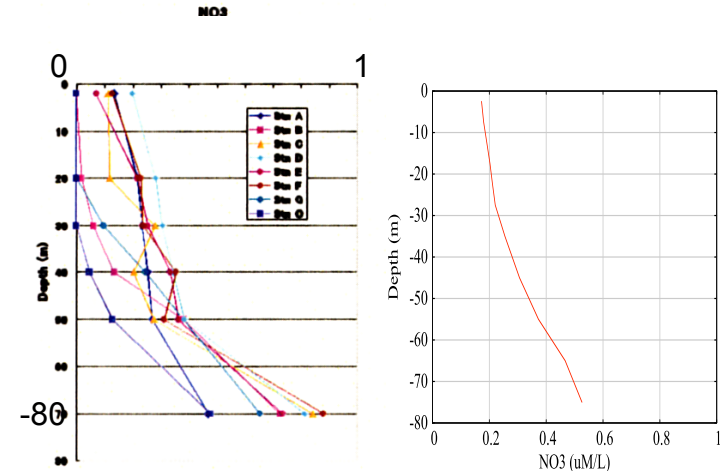 NO3
0 1
0
10
20
30
40
50
60
-80
80
Depth (m)
Stn A
Stn B
Stn C
Stn D
Stn E
Stn F
Stn G
Stn O
0
-10
-20
-30
-40
-50
-60
-70
-80
Depth (m)
0 0.2 0.4 0.6 0.8 1
NO3 (uM/L)